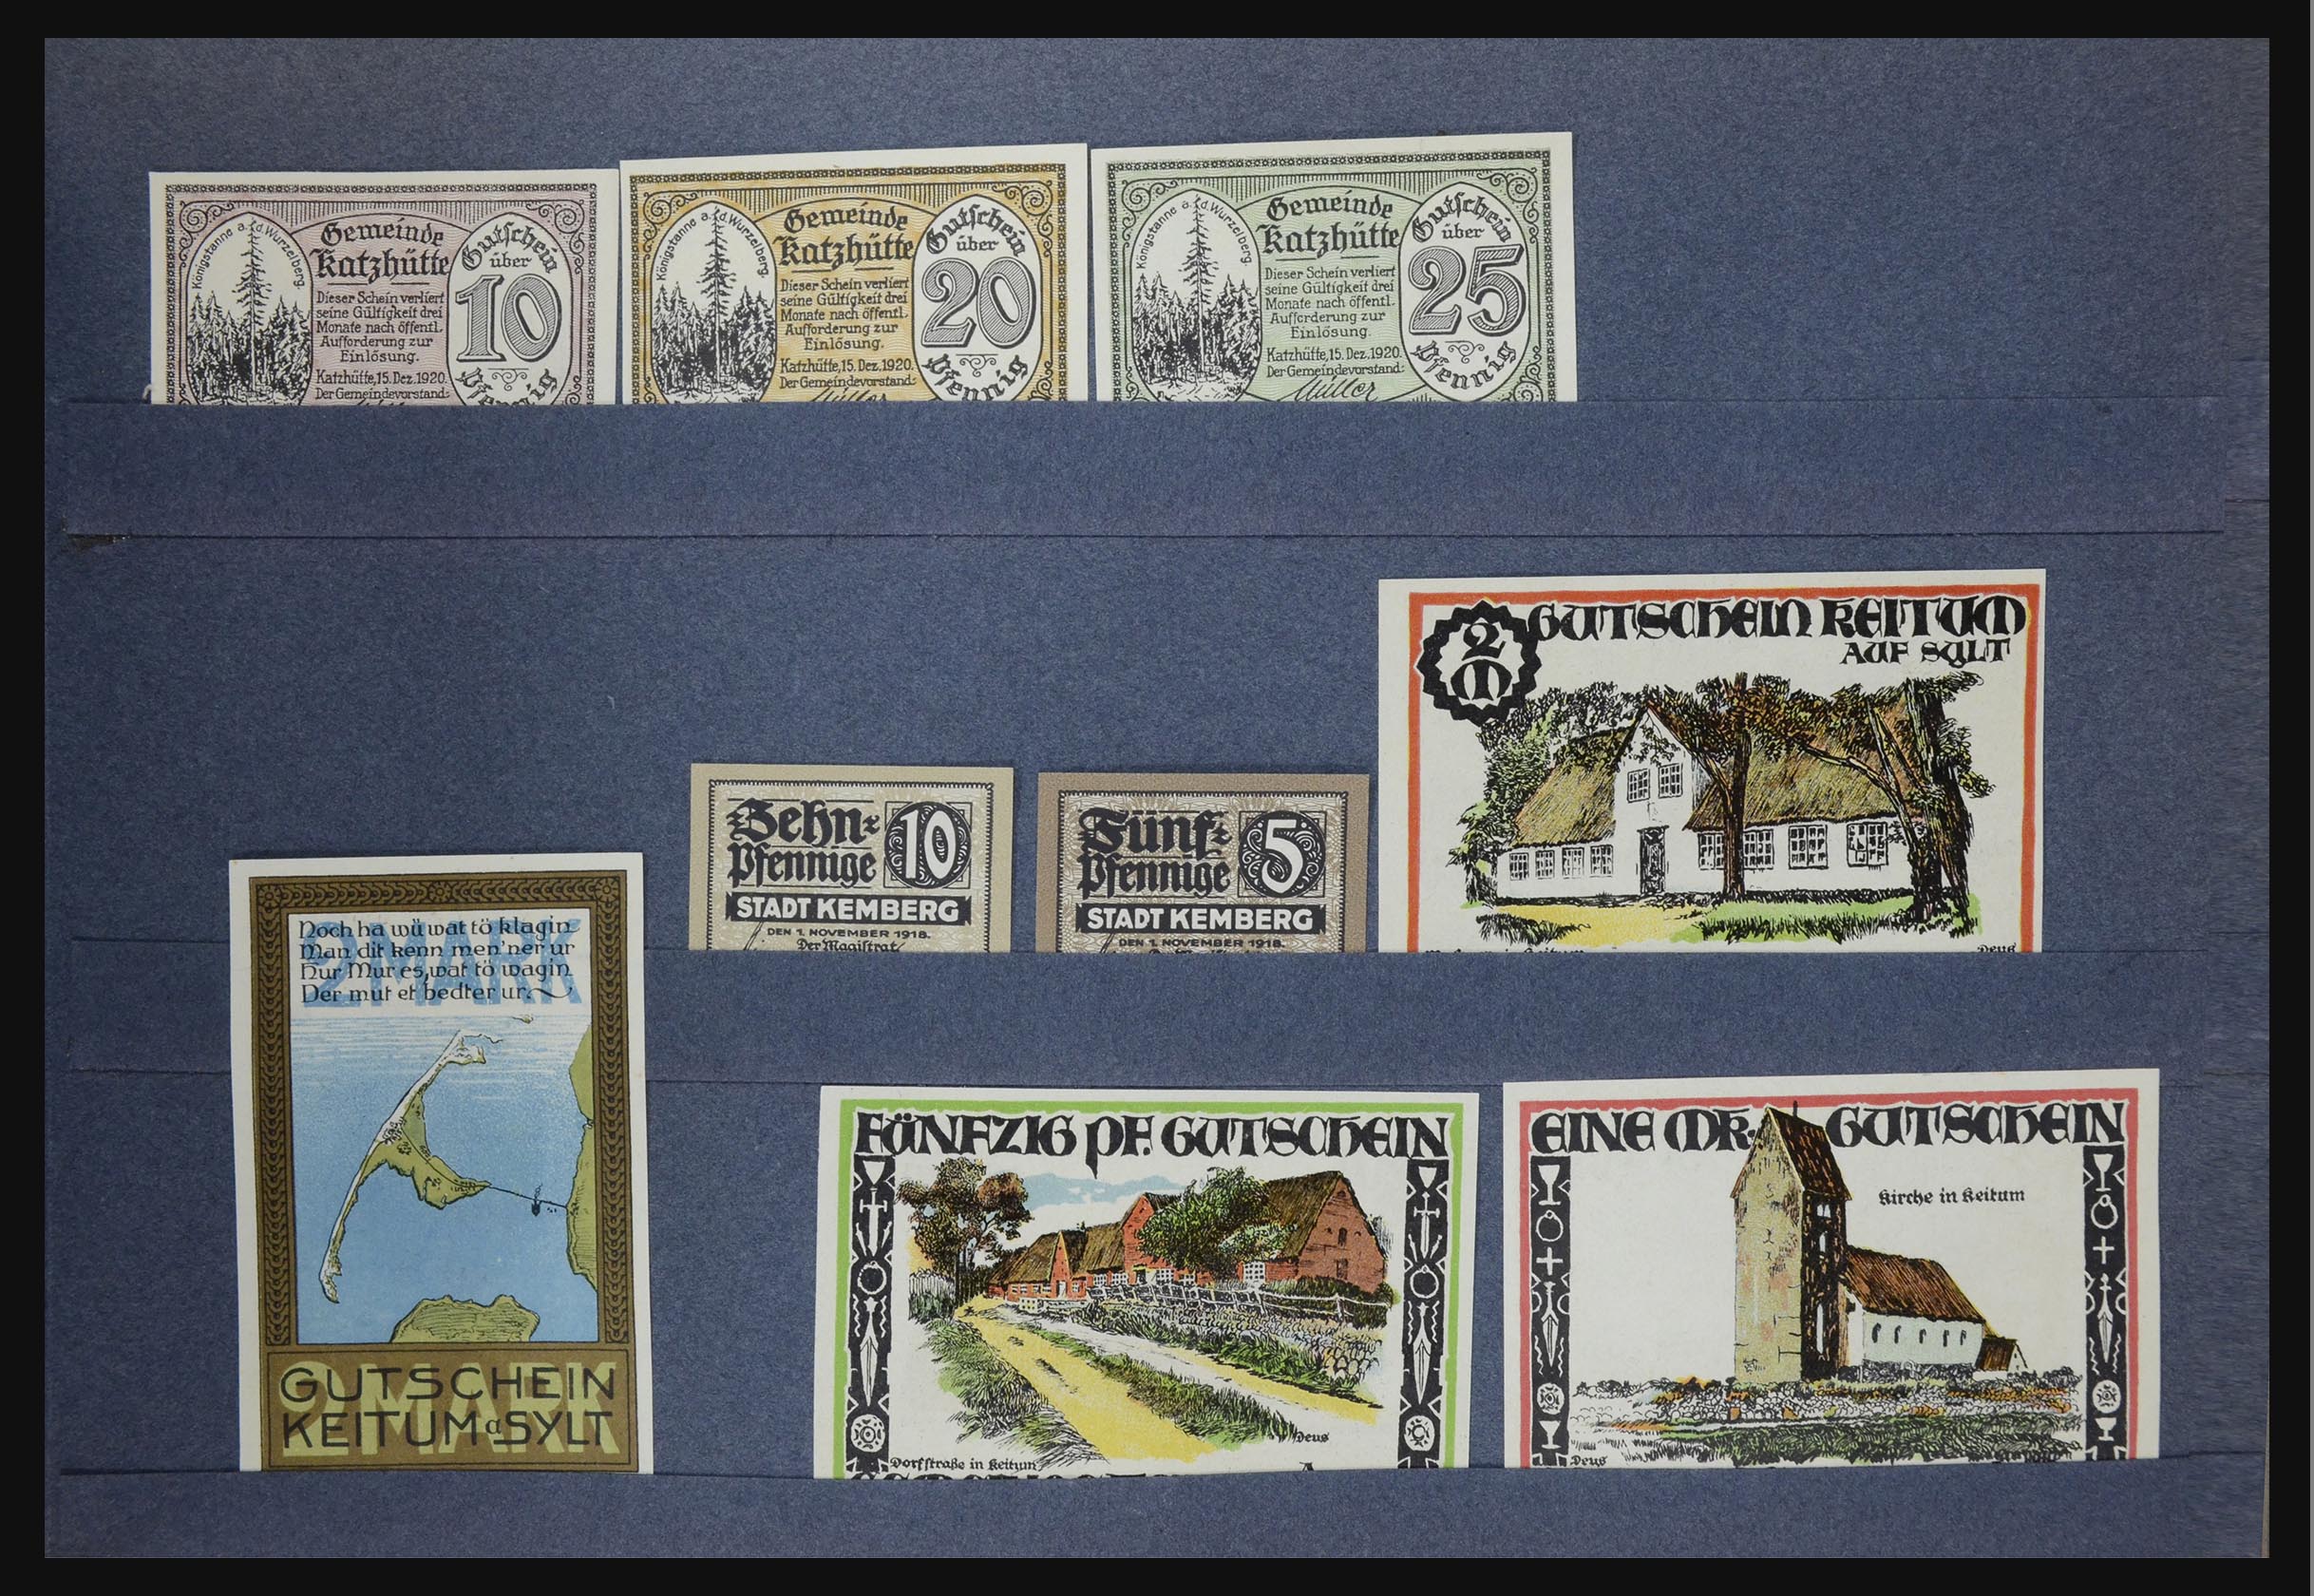 Königstanne a.d. Wurzelberg.
Gemeinde
Katzhütte
Dieser Schein verliert
seine Gültigkeit drei
Monate nach öffentl.
Aufforderung zur
Einlösung.
Katzhütte, 15. Dez. 1920.
Der Gemeindevorstand:
Gutschein
über
10
Pfennig
Königstanne a.d. Wurzelberg.
Gemeinde
Katzhütte
Dieser Schein verliert
seine Gültigkeit drei
Monate nach öffentl.
Aufforderung zur
Einlösung.
Katzhütte, 15. Dez. 1920.
Der Gemeindevorstand:
Müller
Gutschein
über
20
Pfennig
Königstanne a.d. Wurzelberg.
Gemeinde
Katzhütte
Dieser Schein verliert
seine Gültigkeit drei
Monate nach öffentl.
Aufforderung zur
Einlösung.
Katzhütte, 15. Dez. 1920.
Der Gemeindevorstand:
Müller
Gutschein
über
25
Pfennig
Zehn-
Pfennige
10
STADT KEMBERG
DEN 1. NOVEMBER 1918.
Der Magistrat
Fünf-
Pfennige
5
STADT KEMBERG
DEN 1. NOVEMBER 1918.
2
M
GUTSCHEIN KEITUM
AUF SYLT
Deus
2 MARK
Noch ha wü wat tö klagin
Man dit kenn men'ner ur
Hur Mur es, wat tö wagin
Der mut et bedter ur.
2 MARK
GUTSCHEIN
KEITUM a. SYLT
FÜNFZIG PF. GUTSCHEIN
Deus
Dorfstraße in Keitum
EINE MK. GUTSCHEIN
Kirche in Keitum
Deus